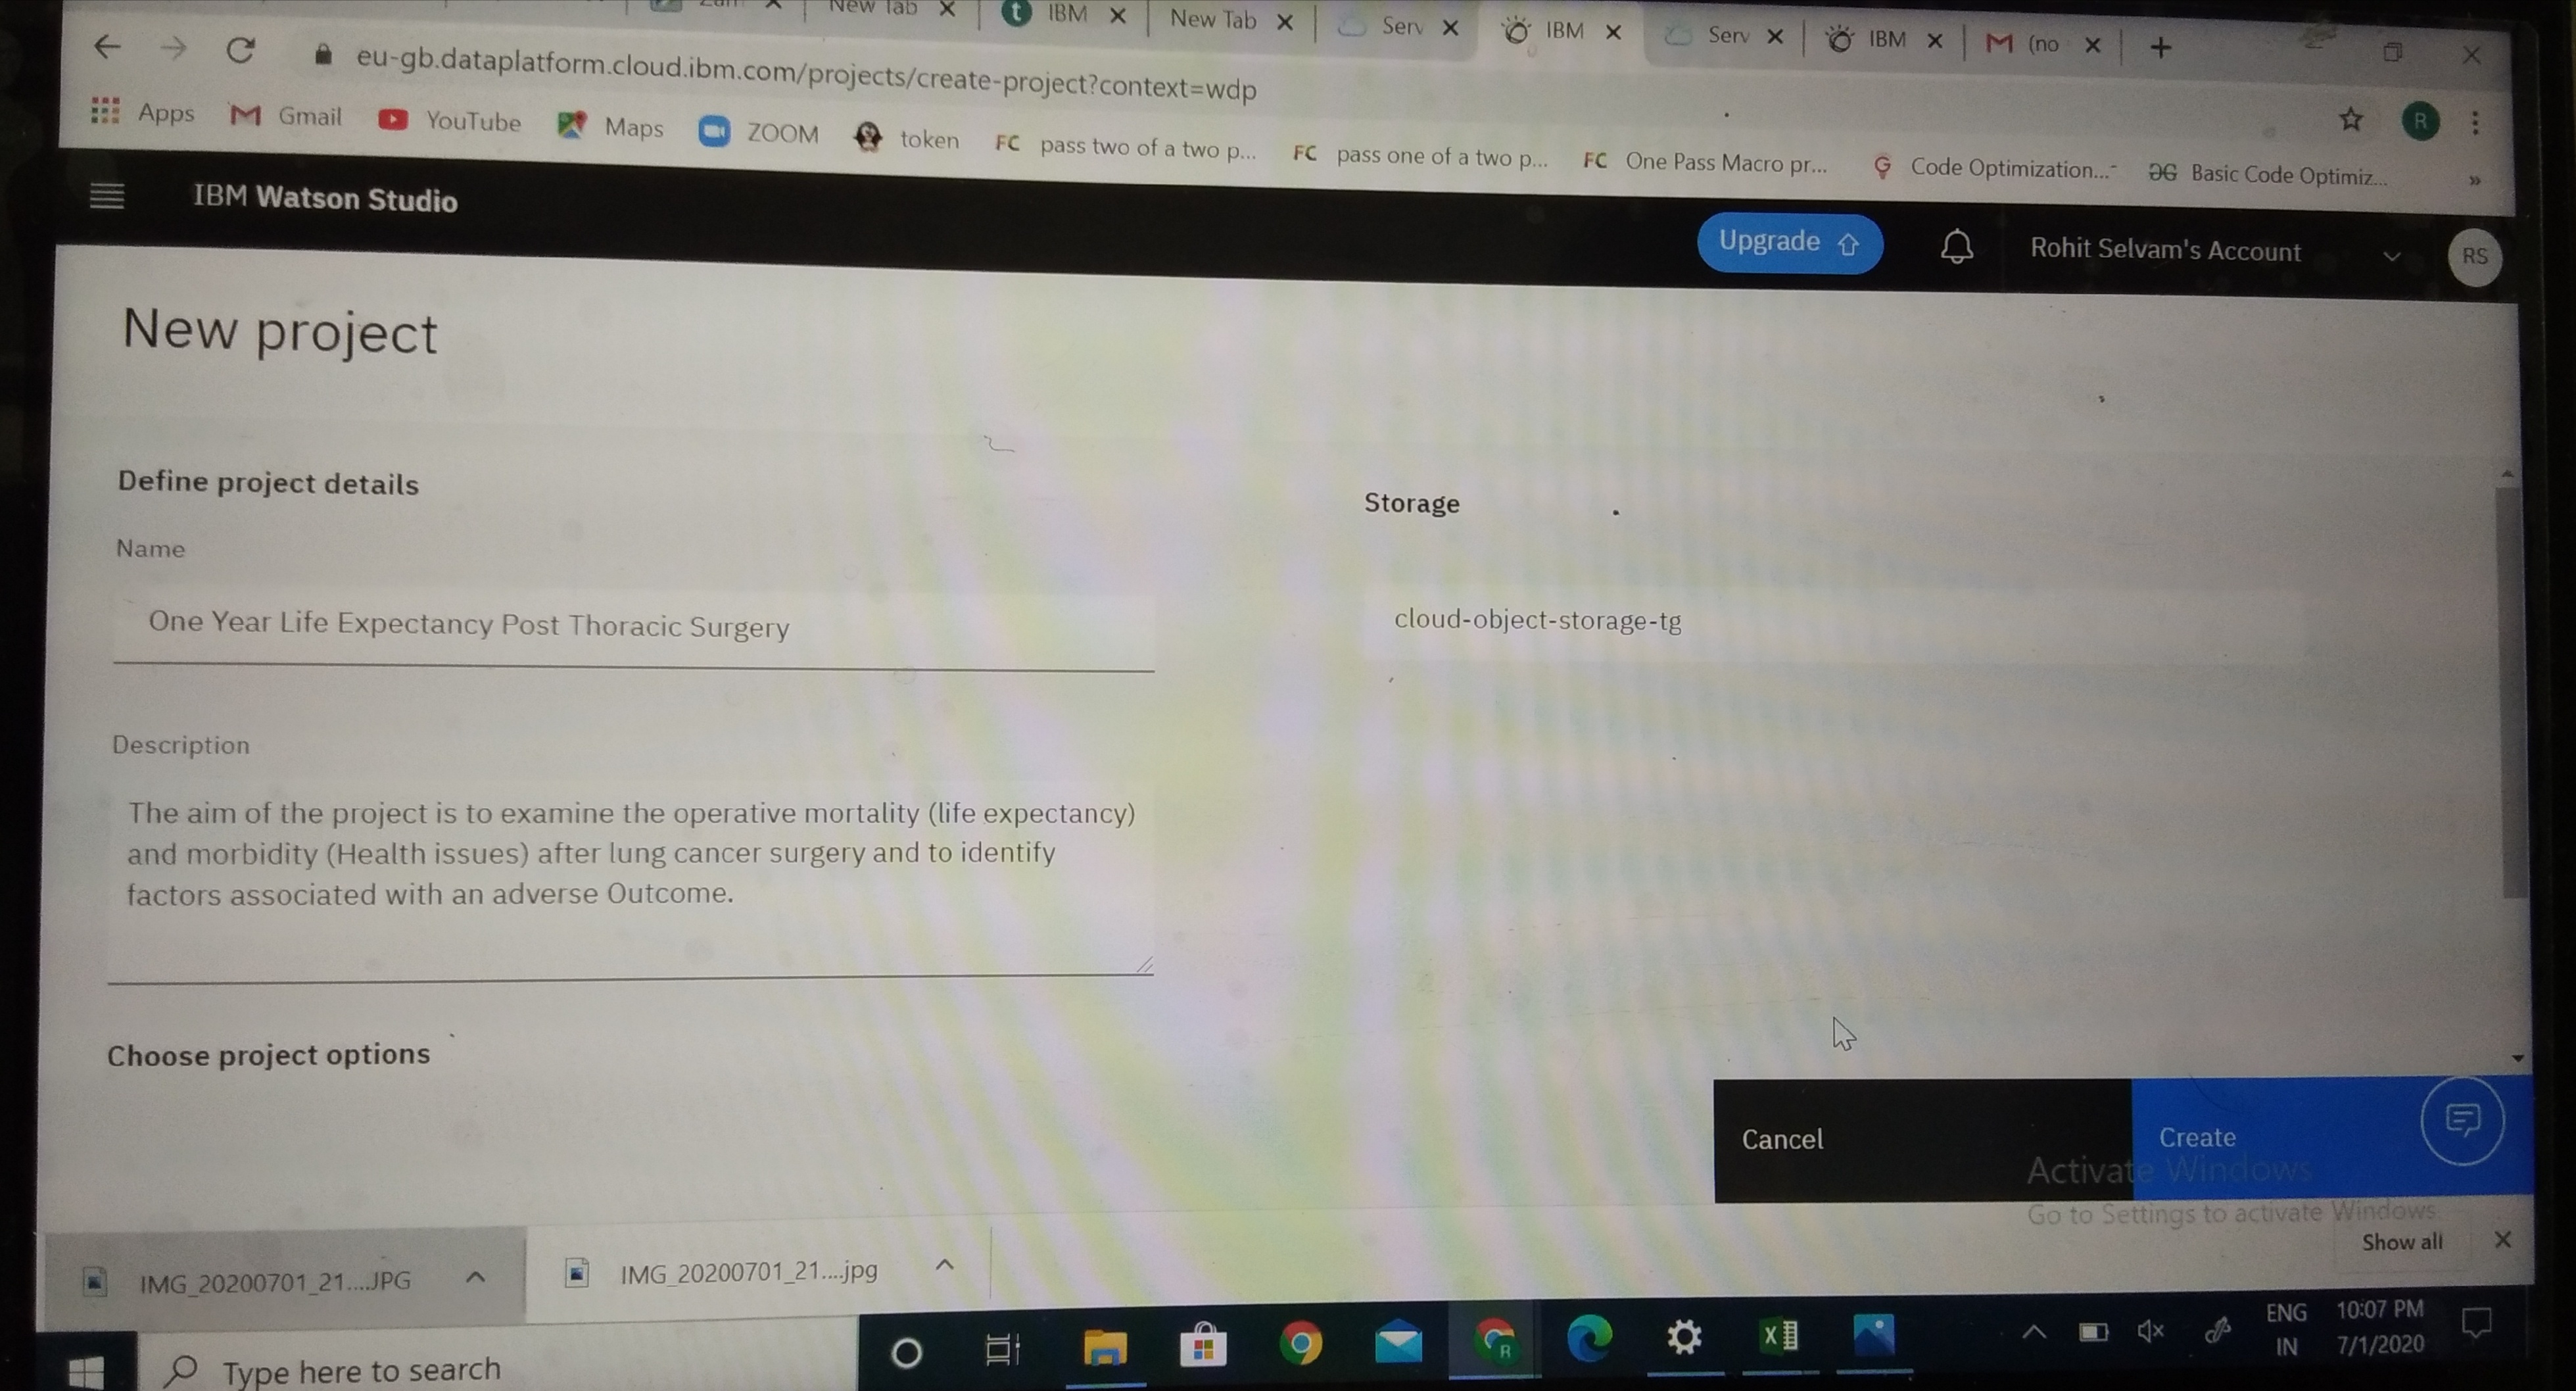 New Tab
IBM
New Tab
Serv
IBM
Serv
IBM
(no
eu-gb.dataplatform.cloud.ibm.com/projects/create-project?context=wdp
Apps
Gmail
YouTube
Maps
ZOOM
token
FC pass two of a two p...
FC pass one of a two p...
FC One Pass Macro pr...
Code Optimization...
Basic Code Optimiz...
»
R
IBM Watson Studio
Upgrade
Rohit Selvam's Account
RS
New project
Define project details
Storage
Name
One Year Life Expectancy Post Thoracic Surgery
cloud-object-storage-tg
Description
The aim of the project is to examine the operative mortality (life expectancy)
and morbidity (Health issues) after lung cancer surgery and to identify
factors associated with an adverse Outcome.
Choose project options
Cancel
Create
Activate Windows
Go to Settings to activate Windows.
Show all
IMG_20200701_21....JPG
IMG_20200701_21....jpg
Type here to search
ENG
IN
10:07 PM
7/1/2020